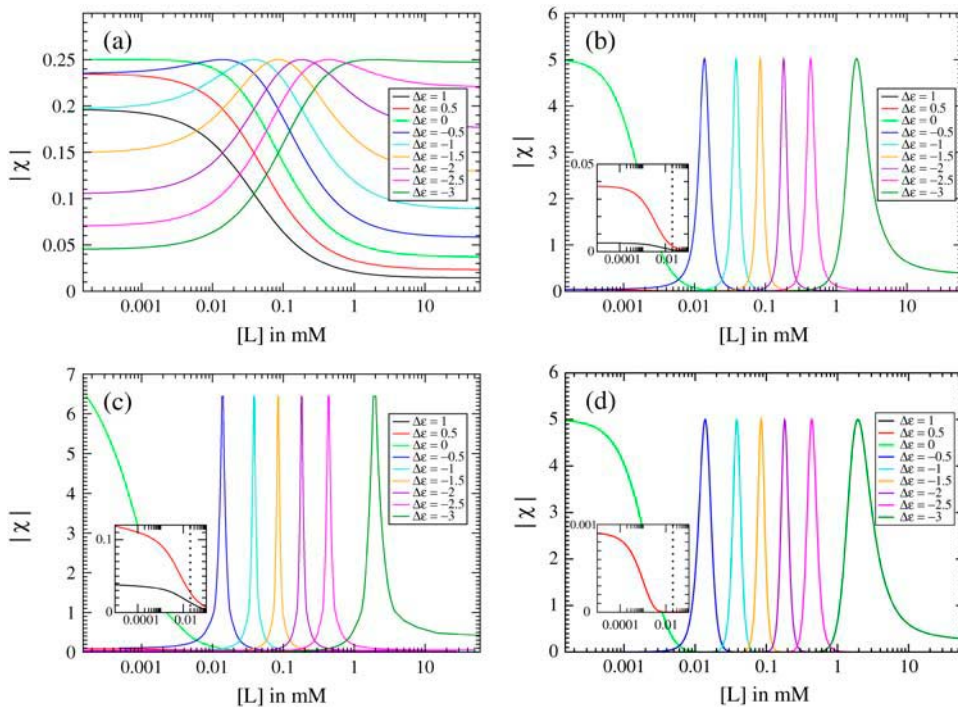 (a)
|χ|
0.25
0.2
0.15
0.1
0.05
0
0.001
0.01
0.1
1
10
[L] in mM
Δε = 1
Δε = 0.5
Δε = 0
Δε = −0.5
Δε = −1
Δε = −1.5
Δε = −2
Δε = −2.5
Δε = −3
(b)
|χ|
6
5
4
3
2
1
0
0.001
0.01
0.1
1
10
[L] in mM
Δε = 1
Δε = 0.5
Δε = 0
Δε = −0.5
Δε = −1
Δε = −1.5
Δε = −2
Δε = −2.5
Δε = −3
0.05
0
0.0001
0.01
(c)
|χ|
7
6
5
4
3
2
1
0
0.001
0.01
0.1
1
10
[L] in mM
Δε = 1
Δε = 0.5
Δε = 0
Δε = −0.5
Δε = −1
Δε = −1.5
Δε = −2
Δε = −2.5
Δε = −3
0.1
0
0.0001
0.01
(d)
|χ|
6
5
4
3
2
1
0
0.001
0.01
0.1
1
10
[L] in mM
Δε = 1
Δε = 0.5
Δε = 0
Δε = −0.5
Δε = −1
Δε = −1.5
Δε = −2
Δε = −2.5
Δε = −3
0.001
0
0.0001
0.01